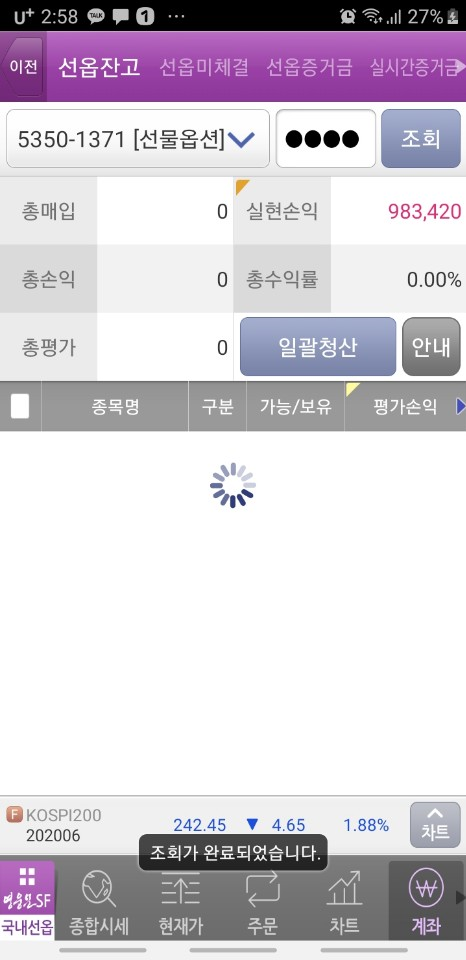 U+ 2:58 TALK 1 ... 27%
이전 선옵잔고 선옵미체결 선옵증거금 실시간증거금
5350-1371 [선물옵션] ●●●● 조회
총매입 0 실현손익 983,420
총손익 0 총수익률 0.00%
총평가 0 일괄청산 안내
종목명 구분 가능/보유 평가손익
F KOSPI200
202006 242.45 ▼ 4.65 1.88% 차트
조회가 완료되었습니다.
영웅문SF
국내선옵 종합시세 현재가 주문 차트 계좌